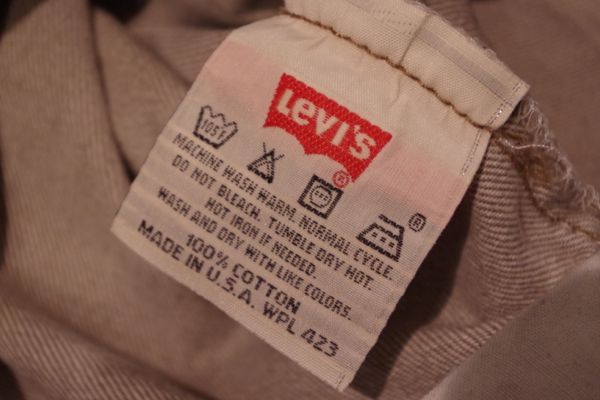 Levi's®
105F ®
MACHINE WASH WARM. NORMAL CYCLE.
DO NOT BLEACH. TUMBLE DRY HOT.
HOT IRON IF NEEDED.
WASH AND DRY WITH LIKE COLORS.
100% COTTON
MADE IN U.S.A. WPL 423